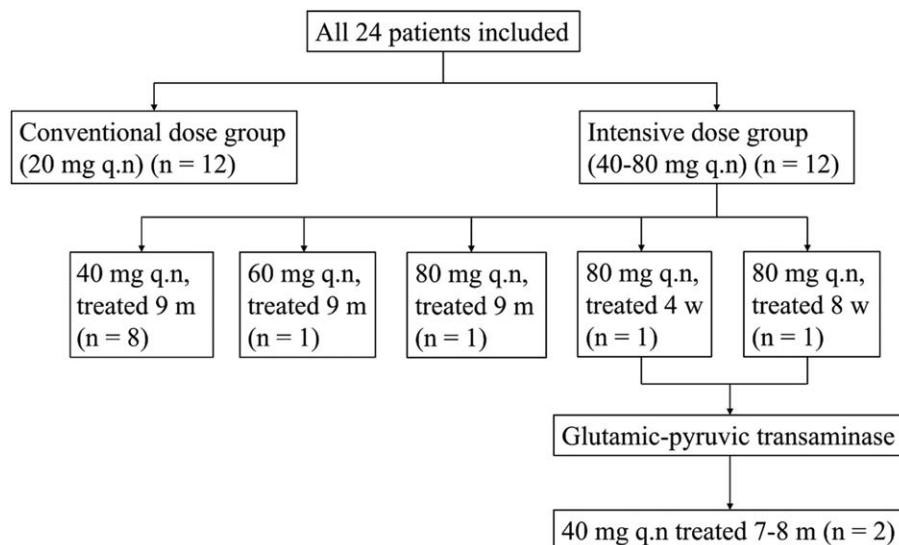 All 24 patients included
Conventional dose group
(20 mg q.n) (n = 12)
Intensive dose group
(40-80 mg q.n) (n = 12)
40 mg q.n,
treated 9 m
(n = 8)
60 mg q.n,
treated 9 m
(n = 1)
80 mg q.n,
treated 9 m
(n = 1)
80 mg q.n,
treated 4 w
(n = 1)
80 mg q.n,
treated 8 w
(n = 1)
Glutamic-pyruvic transaminase
40 mg q.n treated 7-8 m (n = 2)